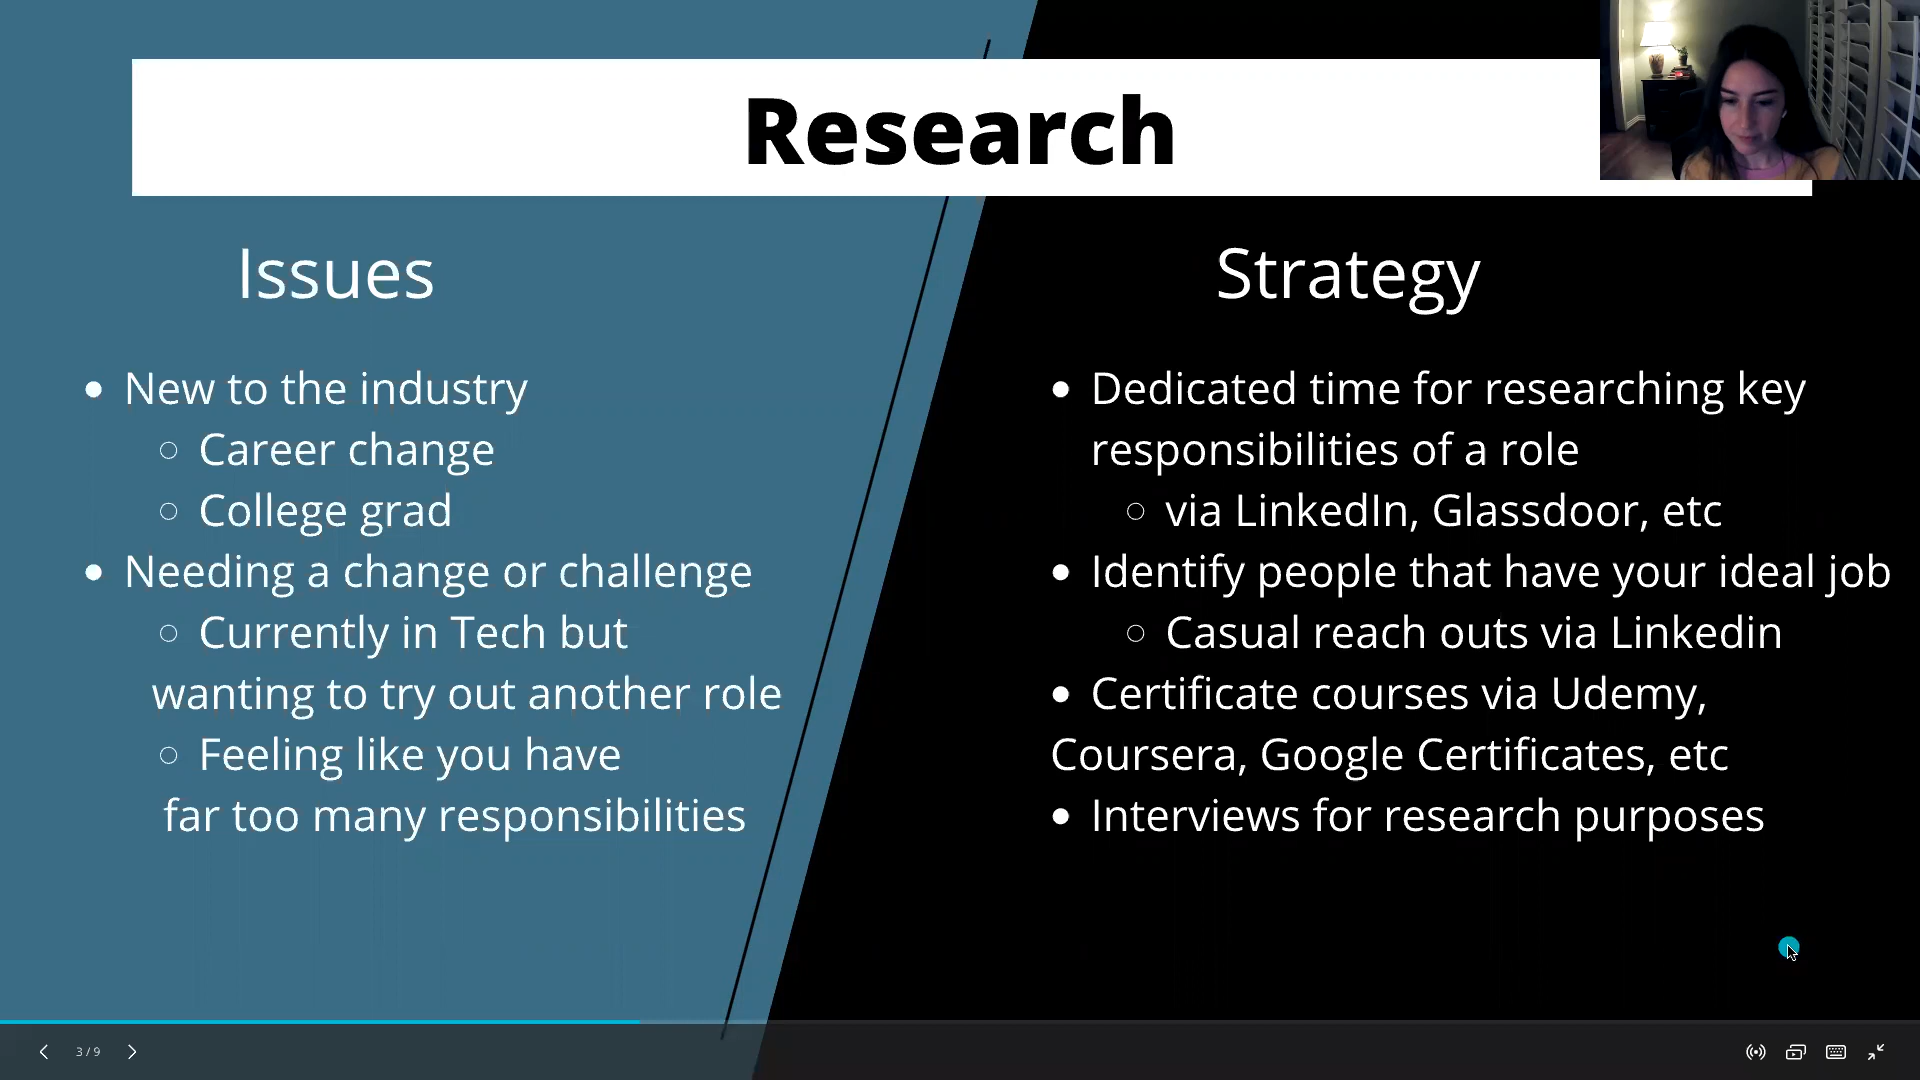 Research
Issues
New to the industry
Career change
College grad
Needing a change or challenge
Currently in Tech but
wanting to try out another role
Feeling like you have
far too many responsibilities
Strategy
Dedicated time for researching key
responsibilities of a role
via LinkedIn, Glassdoor, etc
Identify people that have your ideal job
Casual reach outs via Linkedin
Certificate courses via Udemy,
Coursera, Google Certificates, etc
Interviews for research purposes
3/9